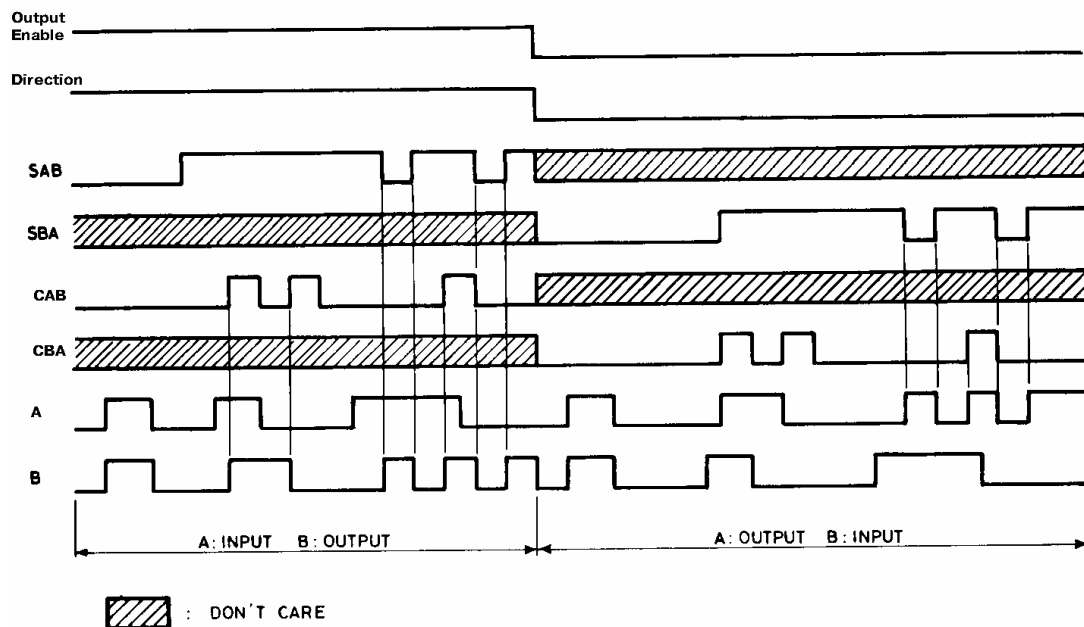 Output
Enable
Direction
SAB
SBA
CAB
CBA
A
B
A: INPUT B: OUTPUT
A: OUTPUT B: INPUT
: DON'T CARE